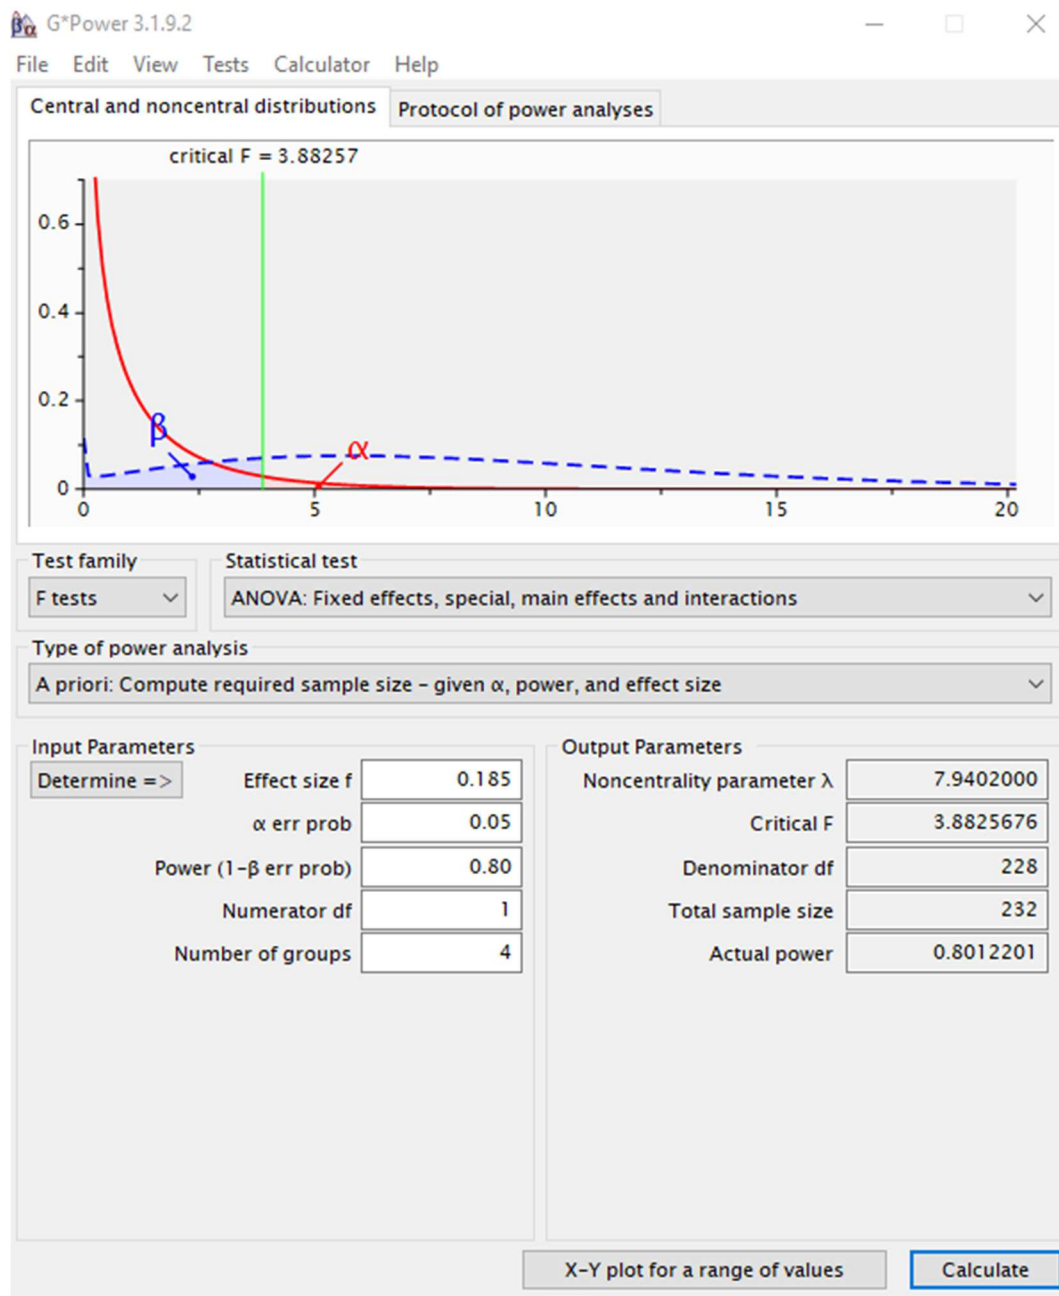 G*Power 3.1.9.2
File Edit View Tests Calculator Help
Central and noncentral distributions Protocol of power analyses
critical F = 3.88257
0.6
0.4
0.2
β α
0
0 5 10 15 20
Test family Statistical test
F tests ANOVA: Fixed effects, special, main effects and interactions
Type of power analysis
A priori: Compute required sample size – given α, power, and effect size
Input Parameters Output Parameters
Determine => Effect size f 0.185 Noncentrality parameter λ 7.9402000
α err prob 0.05 Critical F 3.8825676
Power (1-β err prob) 0.80 Denominator df 228
Numerator df 1 Total sample size 232
Number of groups 4 Actual power 0.8012201
X-Y plot for a range of values Calculate